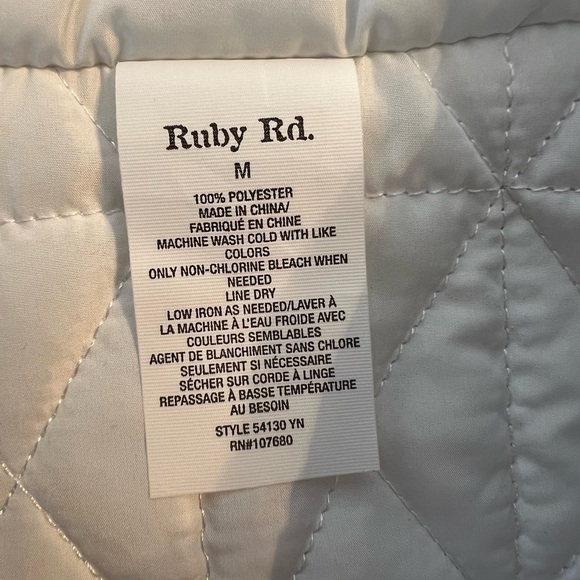 Ruby Rd.
M
100% POLYESTER
MADE IN CHINA/
FABRIQUÉ EN CHINE
MACHINE WASH COLD WITH LIKE
COLORS
ONLY NON-CHLORINE BLEACH WHEN
NEEDED
LINE DRY
LOW IRON AS NEEDED/LAVER À
LA MACHINE À L'EAU FROIDE AVEC
COULEURS SEMBLABLES
AGENT DE BLANCHIMENT SANS CHLORE
SEULEMENT SI NÉCESSAIRE
SÉCHER SUR CORDE À LINGE
REPASSAGE À BASSE TEMPÉRATURE
AU BESOIN
STYLE 54130 YN
RN#107680